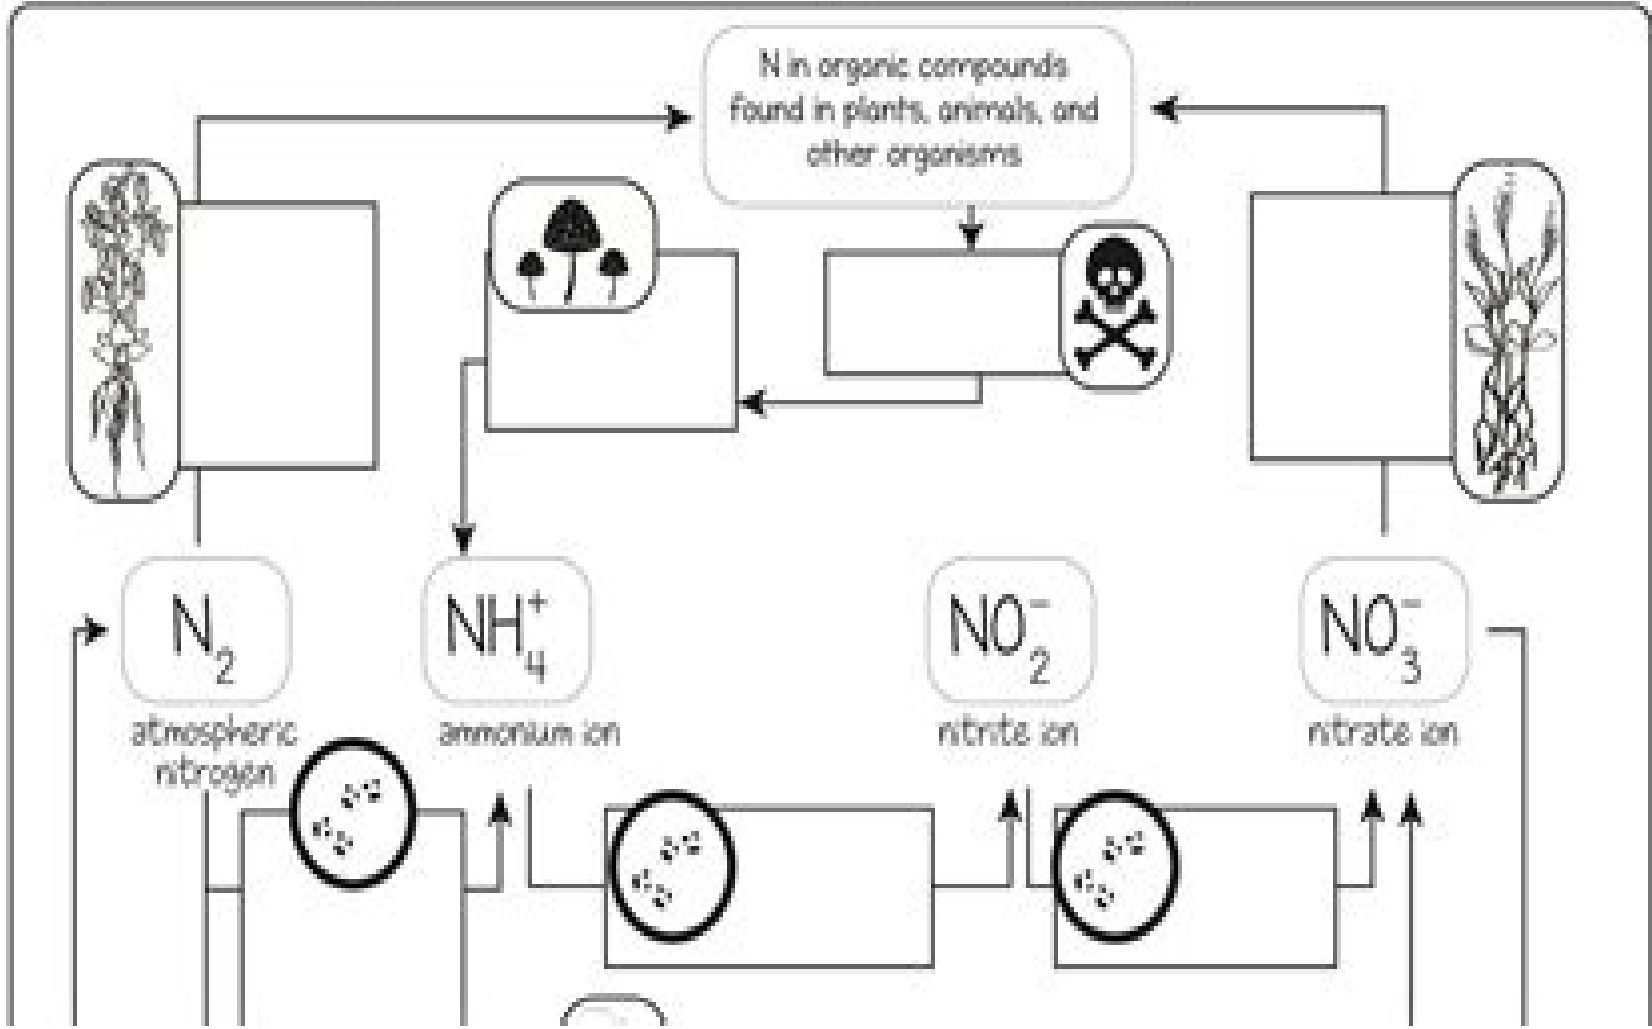 N in organic compounds
found in plants, animals, and
other organisms
N₂
NH₄⁺
NO₂⁻
NO₃⁻
atmospheric
nitrogen
ammonium ion
nitrite ion
nitrate ion